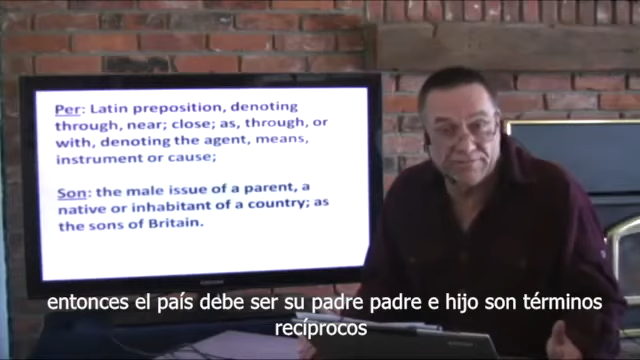 Per: Latin preposition, denoting
through, near; close; as, through, or
with, denoting the agent, means,
instrument or cause;
Son: the male issue of a parent, a
native or inhabitant of a country; as
the sons of Britain.
entonces el país debe ser su padre padre e hijo son términos
recíprocos